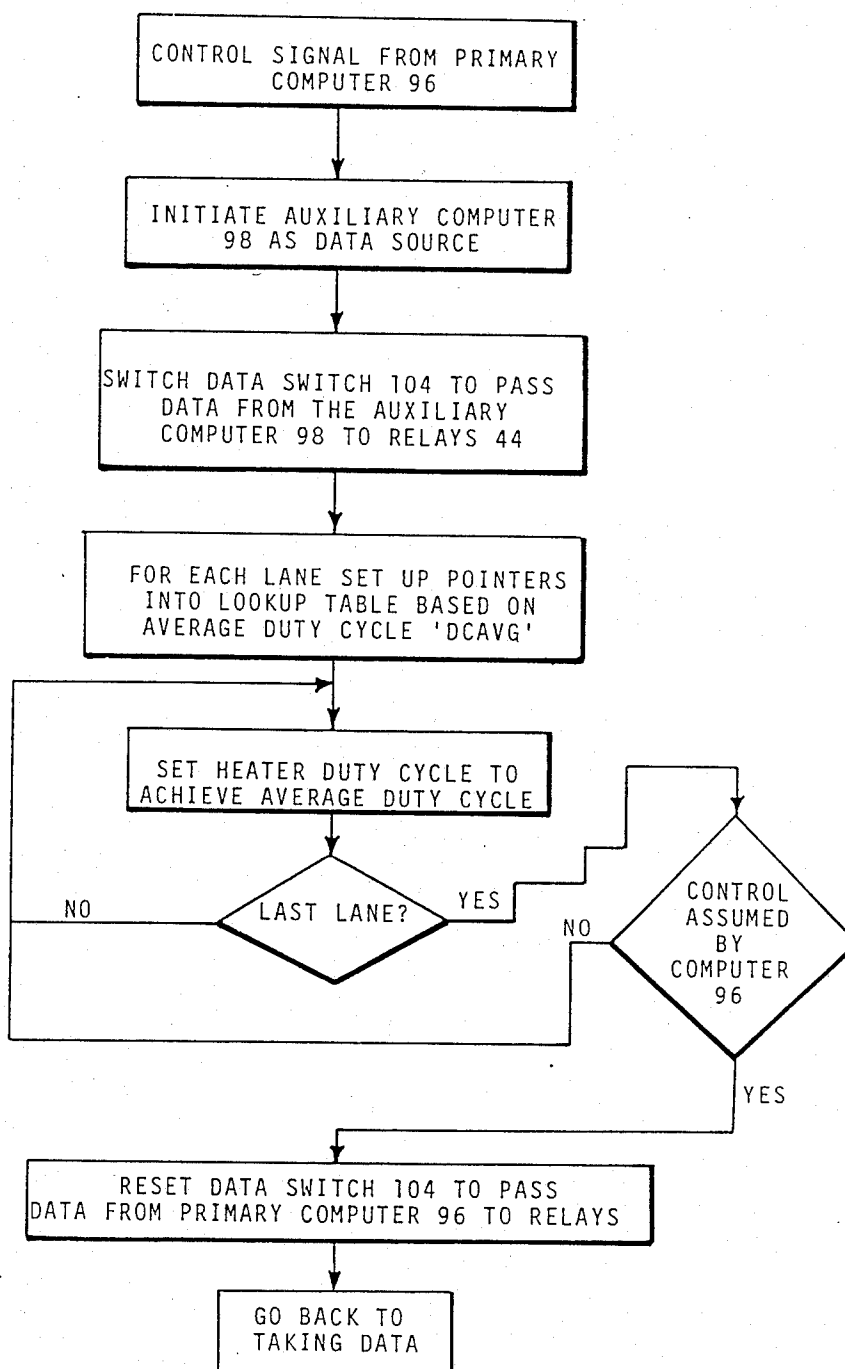 CONTROL SIGNAL FROM PRIMARY
COMPUTER 96
INITIATE AUXILIARY COMPUTER
98 AS DATA SOURCE
SWITCH DATA SWITCH 104 TO PASS
DATA FROM THE AUXILIARY
COMPUTER 98 TO RELAYS 44
FOR EACH LANE SET UP POINTERS
INTO LOOKUP TABLE BASED ON
AVERAGE DUTY CYCLE 'DCAVG'
SET HEATER DUTY CYCLE TO
ACHIEVE AVERAGE DUTY CYCLE
LAST LANE?
NO
YES
CONTROL
ASSUMED
BY
COMPUTER
96
NO
YES
RESET DATA SWITCH 104 TO PASS
DATA FROM PRIMARY COMPUTER 96 TO RELAYS
GO BACK TO
TAKING DATA